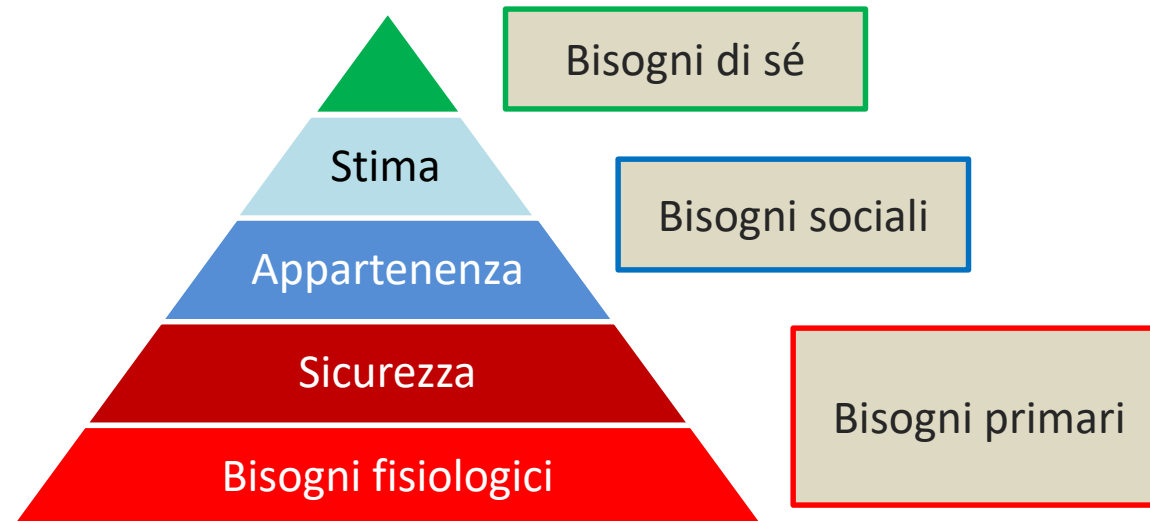 Bisogni di sé
Stima
Bisogni sociali
Appartenenza
Sicurezza
Bisogni primari
Bisogni fisiologici